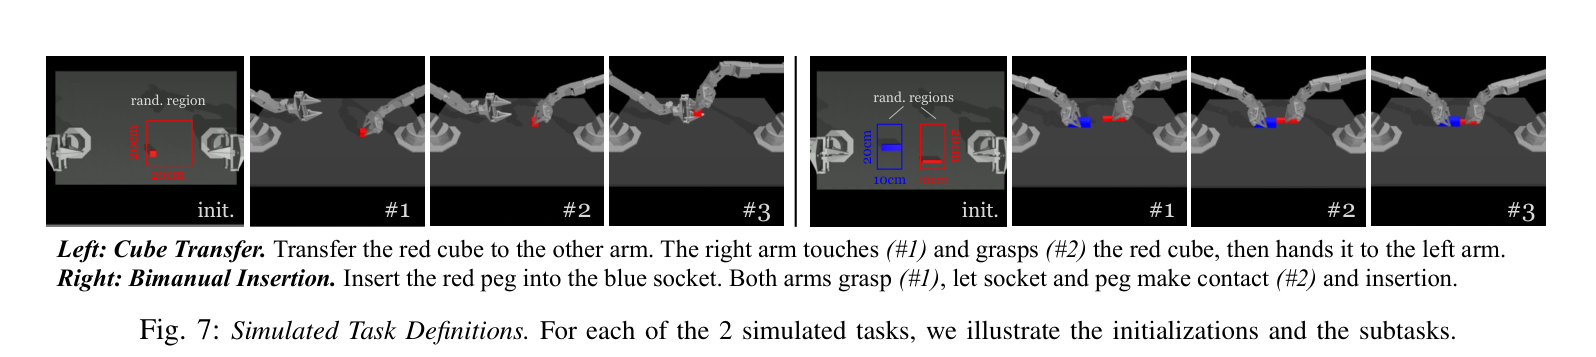 rand. region
20cm
20cm
init.
#1
#2
#3
rand. regions
20cm
20cm
10cm
init.
#1
#2
#3
Left: Cube Transfer. Transfer the red cube to the other arm. The right arm touches (#1) and grasps (#2) the red cube, then hands it to the left arm.
Right: Bimanual Insertion. Insert the red peg into the blue socket. Both arms grasp (#1), let socket and peg make contact (#2) and insertion.
Fig. 7: Simulated Task Definitions. For each of the 2 simulated tasks, we illustrate the initializations and the subtasks.